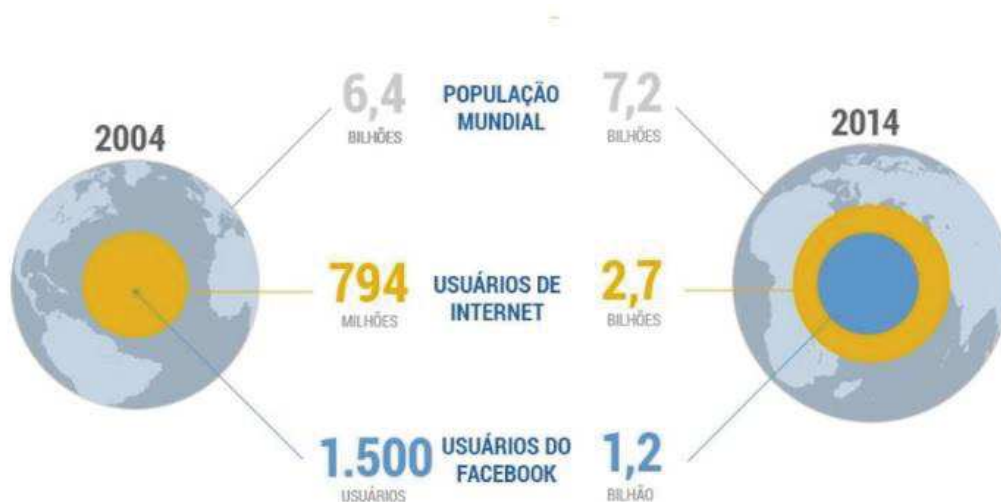 2004
6,4
BILHÕES
POPULAÇÃO
MUNDIAL
7,2
BILHÕES
2014
794
MILHÕES
USUÁRIOS DE
INTERNET
2,7
BILHÕES
1.500
USUÁRIOS
USUÁRIOS DO
FACEBOOK
1,2
BILHÃO